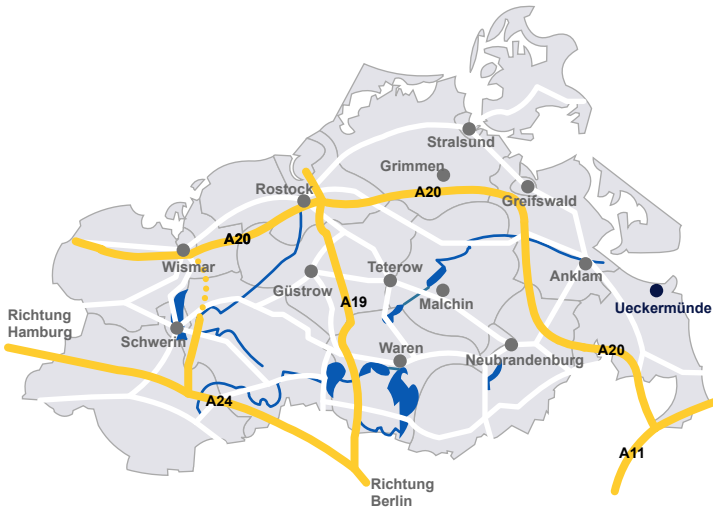 Stralsund
Grimmen
Rostock
A20
Greifswald
A20
Wismar
Teterow
Anklam
Güstrow
Malchin
A19
Ueckermünde
Richtung
Hamburg
Schwerin
Waren
Neubrandenburg
A20
A24
A11
Richtung
Berlin